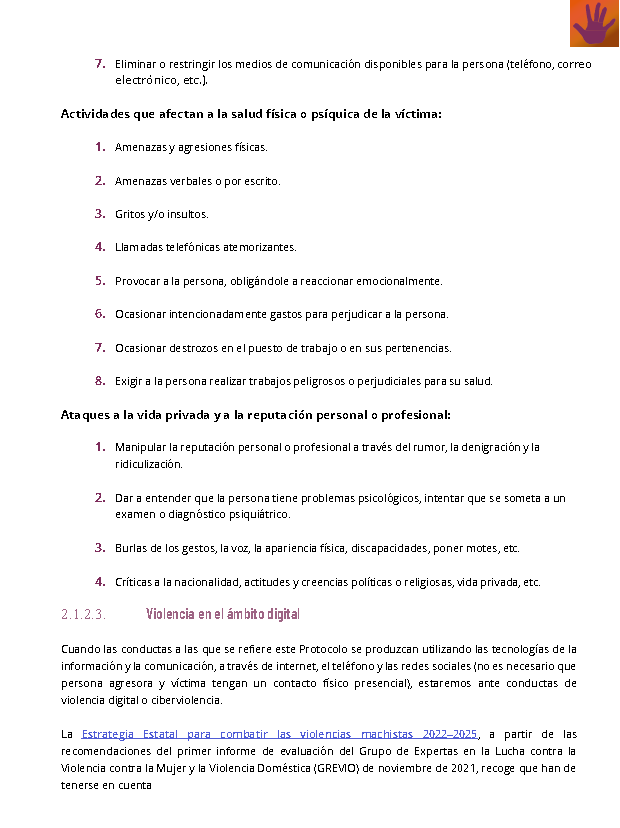 7. Eliminar o restringir los medios de comunicación disponibles para la persona (teléfono, correo
electrónico, etc.).
Actividades que afectan a la salud física o psíquica de la víctima:
1. Amenazas y agresiones físicas.
2. Amenazas verbales o por escrito.
3. Gritos y/o insultos.
4. Llamadas telefónicas atemorizantes.
5. Provocar a la persona, obligándole a reaccionar emocionalmente.
6. Ocasionar intencionadamente gastos para perjudicar a la persona.
7. Ocasionar destrozos en el puesto de trabajo o en sus pertenencias.
8. Exigir a la persona realizar trabajos peligrosos o perjudiciales para su salud.
Ataques a la vida privada y a la reputación personal o profesional:
1. Manipular la reputación personal o profesional a través del rumor, la denigración y la
ridiculización.
2. Dar a entender que la persona tiene problemas psicológicos, intentar que se someta a un
examen o diagnóstico psiquiátrico.
3. Burlas de los gestos, la voz, la apariencia física, discapacidades, poner motes, etc.
4. Críticas a la nacionalidad, actitudes y creencias políticas o religiosas, vida privada, etc.
2.1.2.3. Violencia en el ámbito digital
Cuando las conductas a las que se refiere este Protocolo se produzcan utilizando las tecnologías de la
información y la comunicación, a través de internet, el teléfono y las redes sociales (no es necesario que
persona agresora y víctima tengan un contacto físico presencial), estaremos ante conductas de
violencia digital o ciberviolencia.
La Estrategia Estatal para combatir las violencias machistas 2022–2025, a partir de las
recomendaciones del primer informe de evaluación del Grupo de Expertas en la Lucha contra la
Violencia contra la Mujer y la Violencia Doméstica (GREVIO) de noviembre de 2021, recoge que han de
tenerse en cuenta